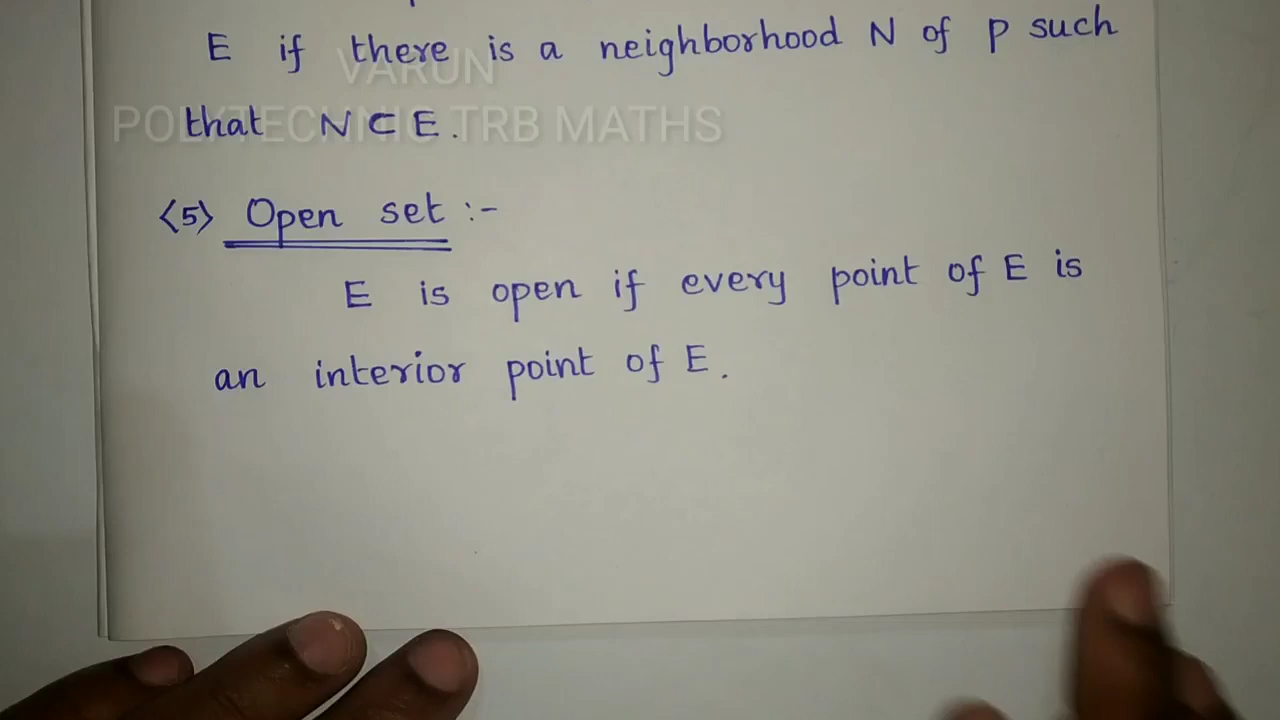 E if there is a neighborhood N of p such
VARUN
that N ⊂ E.
POLYTECHNIC TRB MATHS
<5> Open set :-
E is open if every point of E is
an interior point of E.